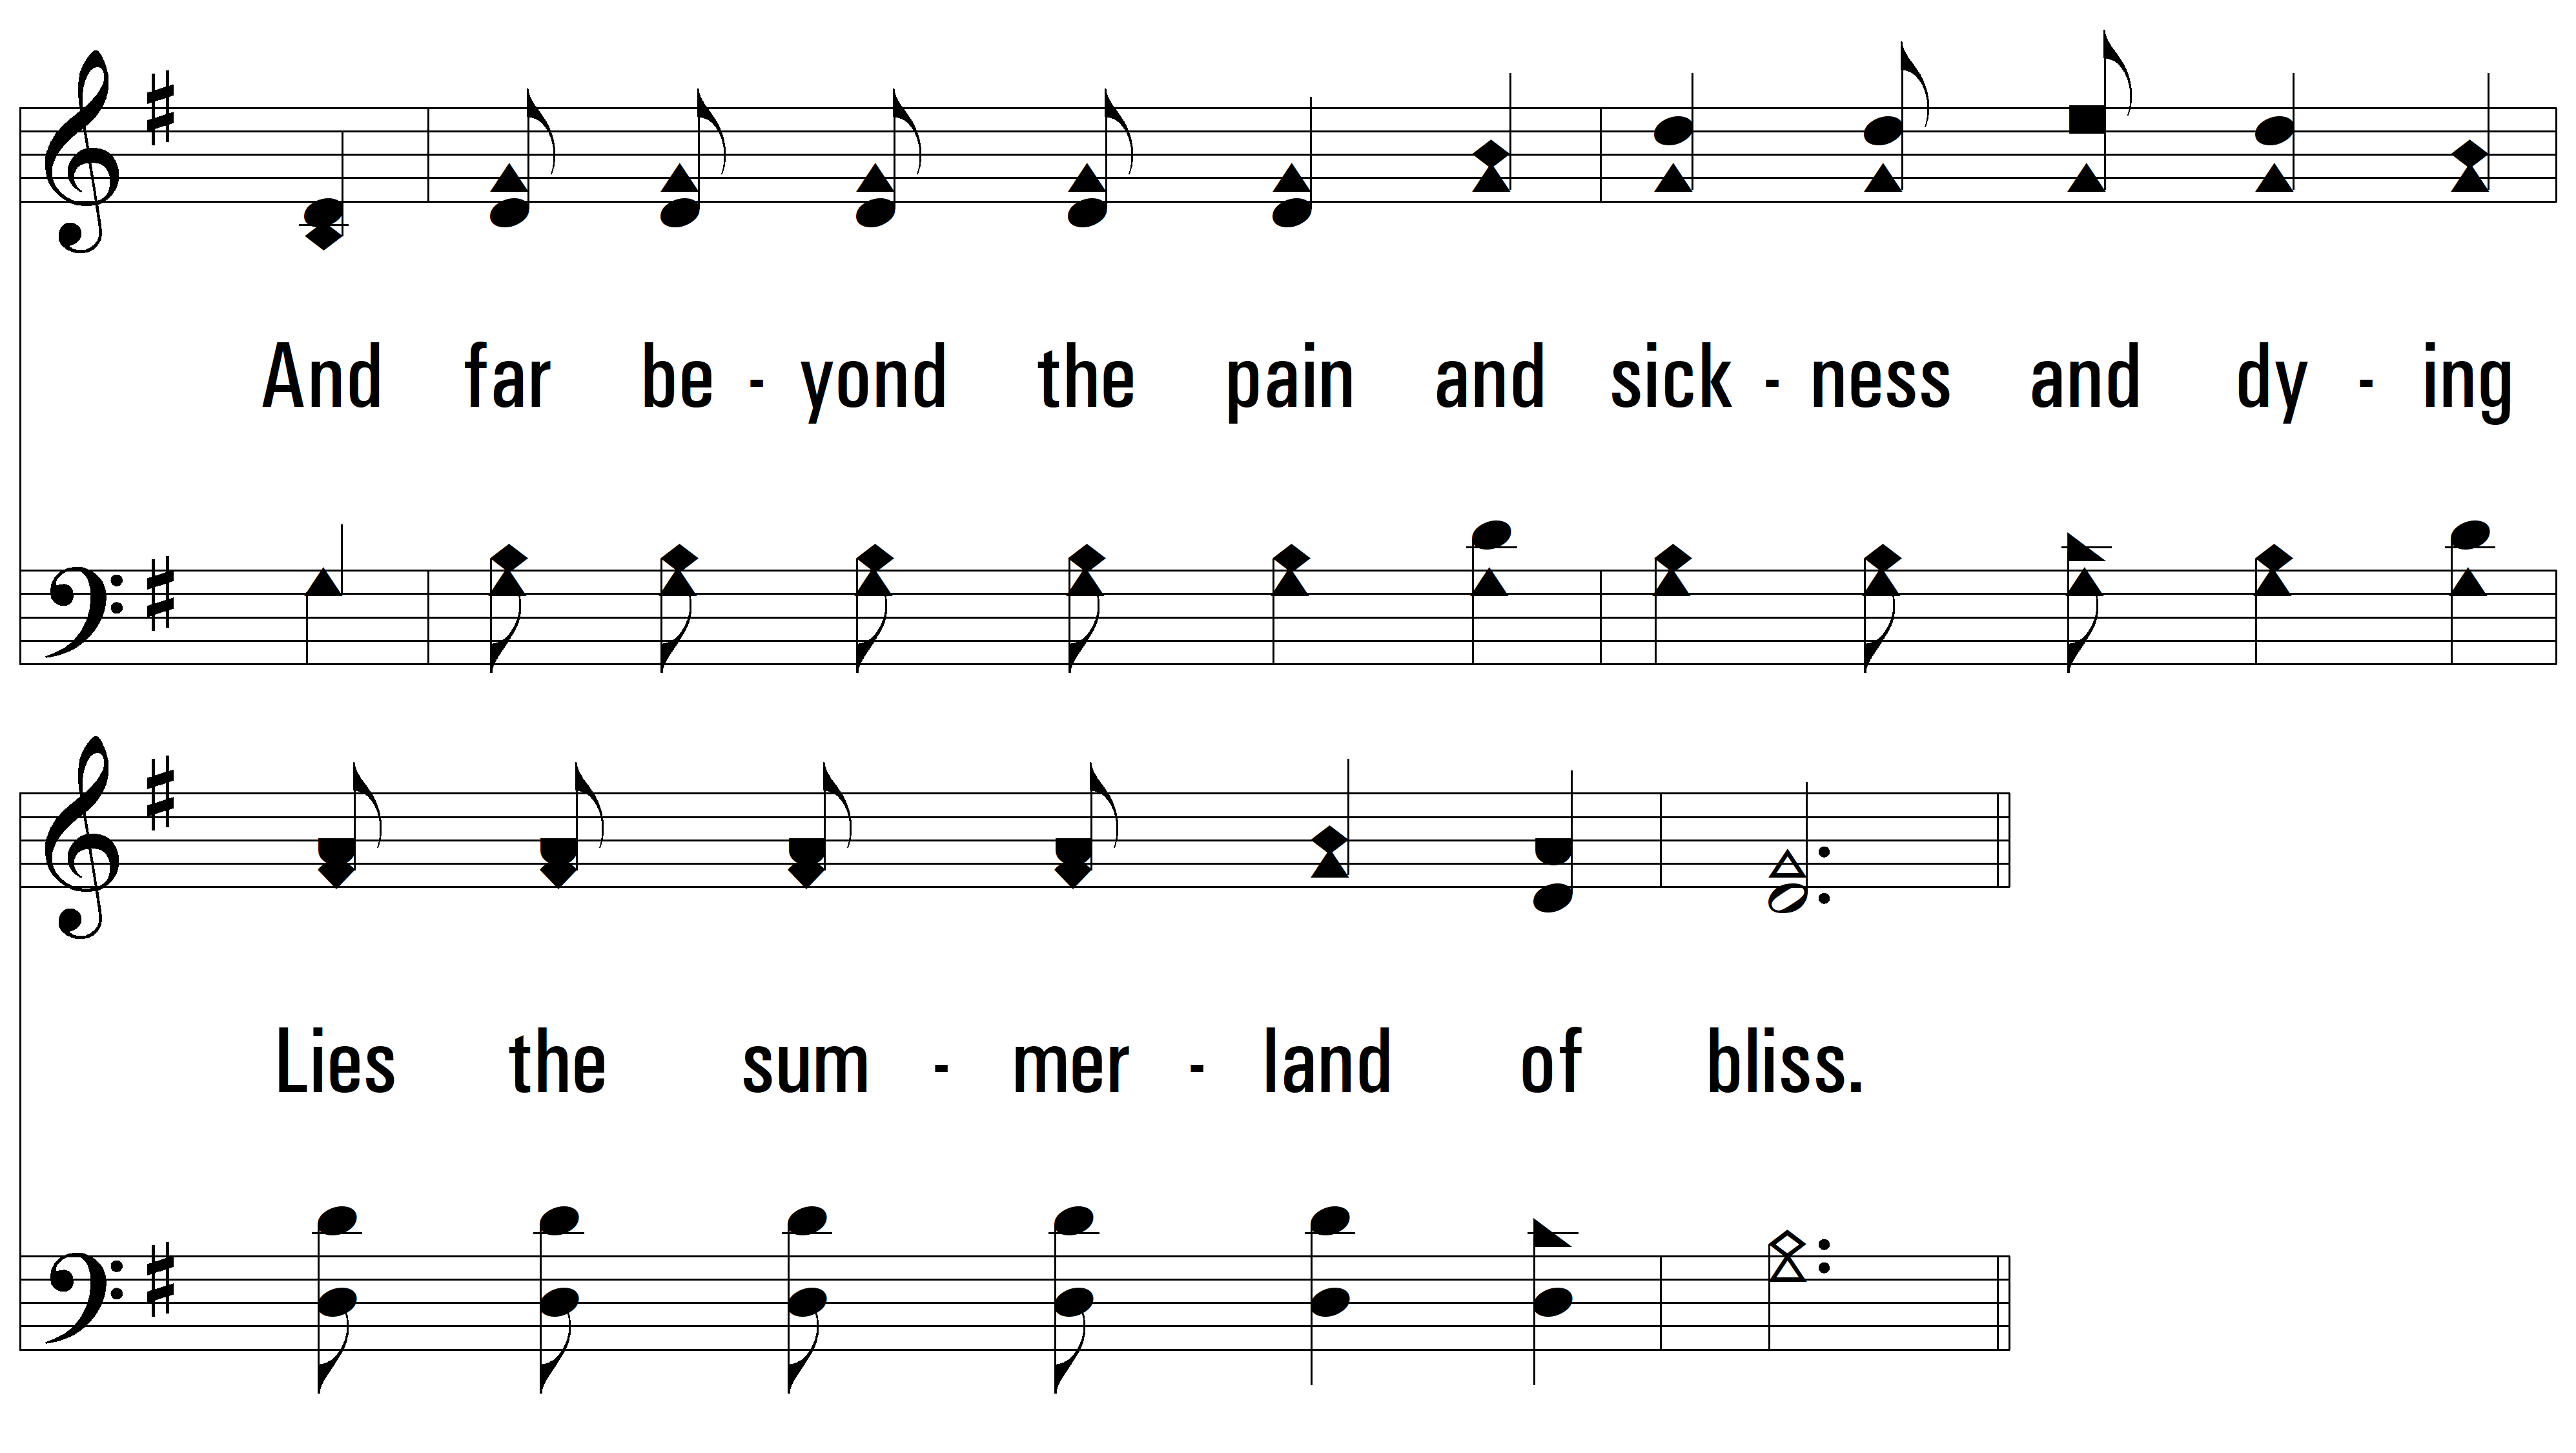 And far be - yond the pain and sick - ness and dy - ing
Lies the sum - mer - land of bliss.